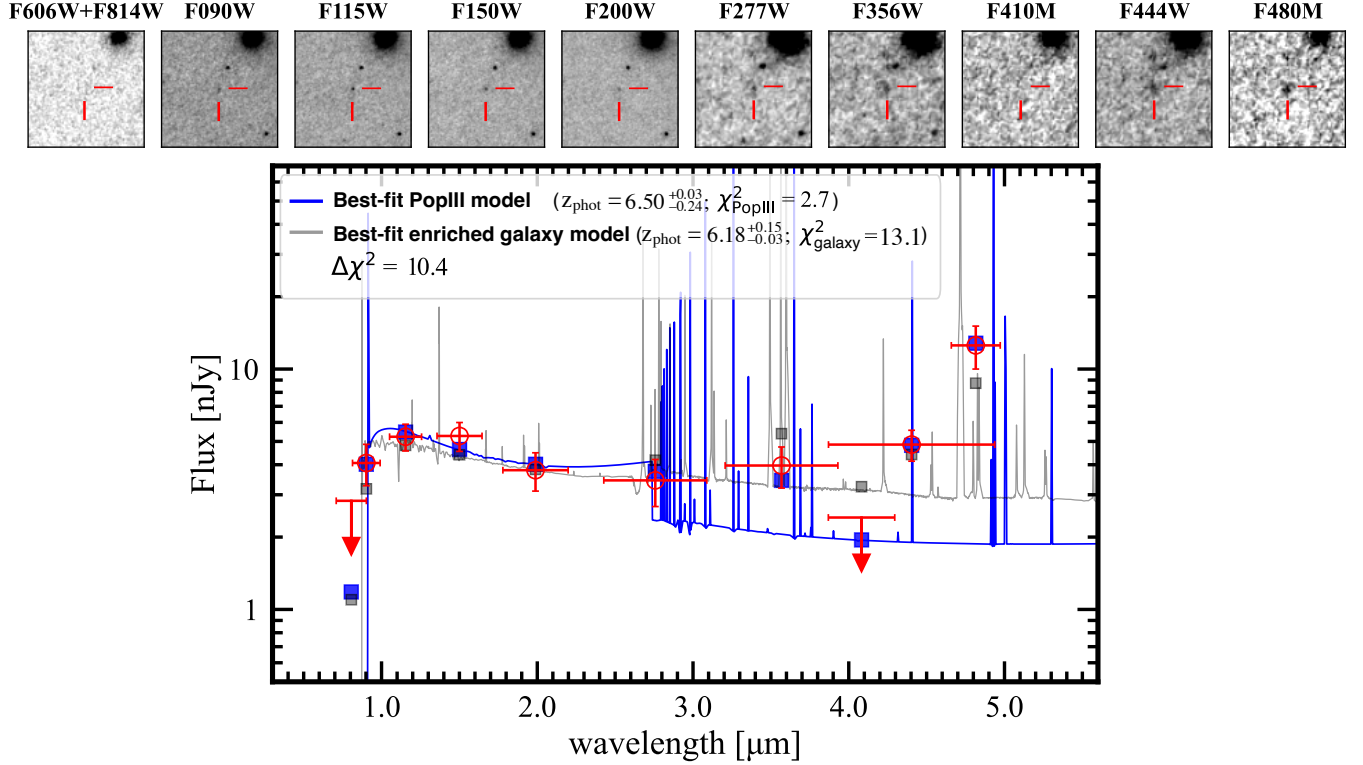 F606W+F814W F090W F115W F150W F200W F277W F356W F410M F444W F480M
Best-fit PopIII model (z_phot = 6.50 +0.03 −0.24; χ²_PopIII = 2.7)
Best-fit enriched galaxy model (z_phot = 6.18 +0.15 −0.03; χ²_galaxy =13.1)
Δχ² = 10.4
Flux [nJy]
10
1
1.0 2.0 3.0 4.0 5.0
wavelength [μm]